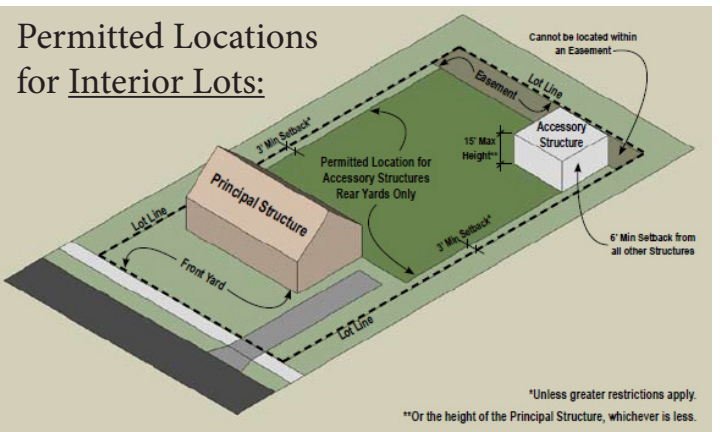 Permitted Locations
for Interior Lots:
Cannot be located within
an Easement
Lot Line
Easement
Accessory
Structure
15' Max
Height**
3' Min Setback*
Permitted Location for
Accessory Structures
Rear Yards Only
Principal Structure
3' Min Setback*
6' Min Setback from
all other Structures
Lot Line
Front Yard
Lot Line
*Unless greater restrictions apply.
**Or the height of the Principal Structure, whichever is less.